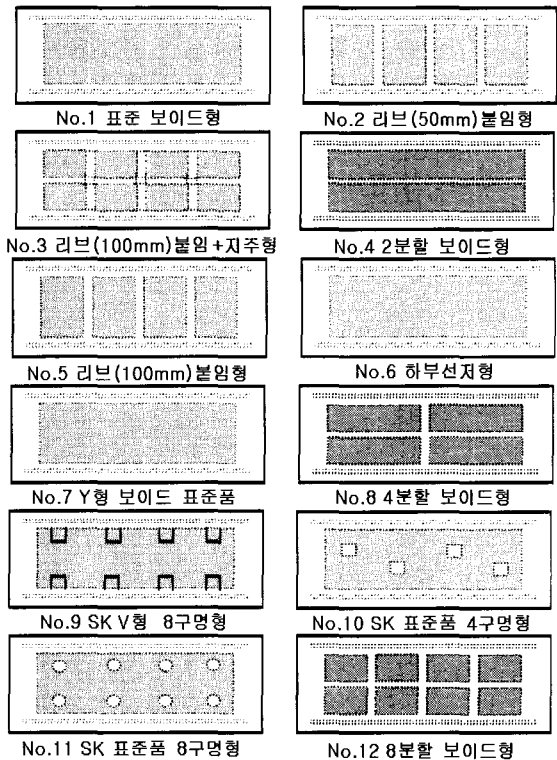 No.1 표준 보이드형
No.2 리브(50mm)붙임형
No.3 리브(100mm)붙임+지주형
No.4 2분할 보이드형
No.5 리브(100mm)붙임형
No.6 하부선지형
No.7 Y형 보이드 표준품
No.8 4분할 보이드형
No.9 SK V형 8구멍형
No.10 SK 표준품 4구멍형
No.11 SK 표준품 8구멍형
No.12 8분할 보이드형